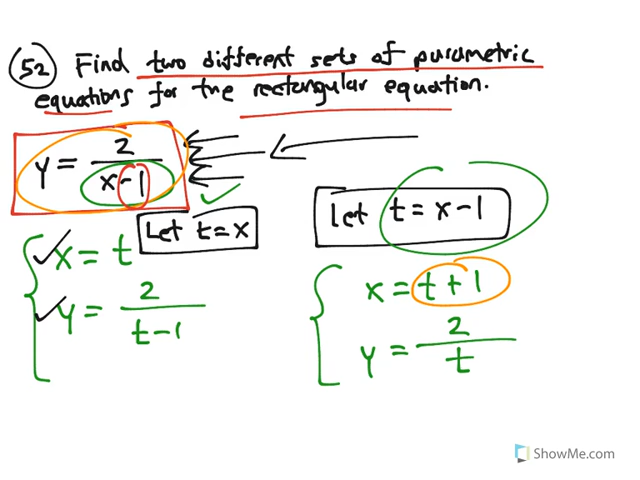 52 Find two different sets of parametric
equations for the rectangular equation.
y = 2/(x-1)
Let t = x
x = t
y = 2/(t-1)
let t = x-1
x = t+1
y = 2/t
ShowMe.com